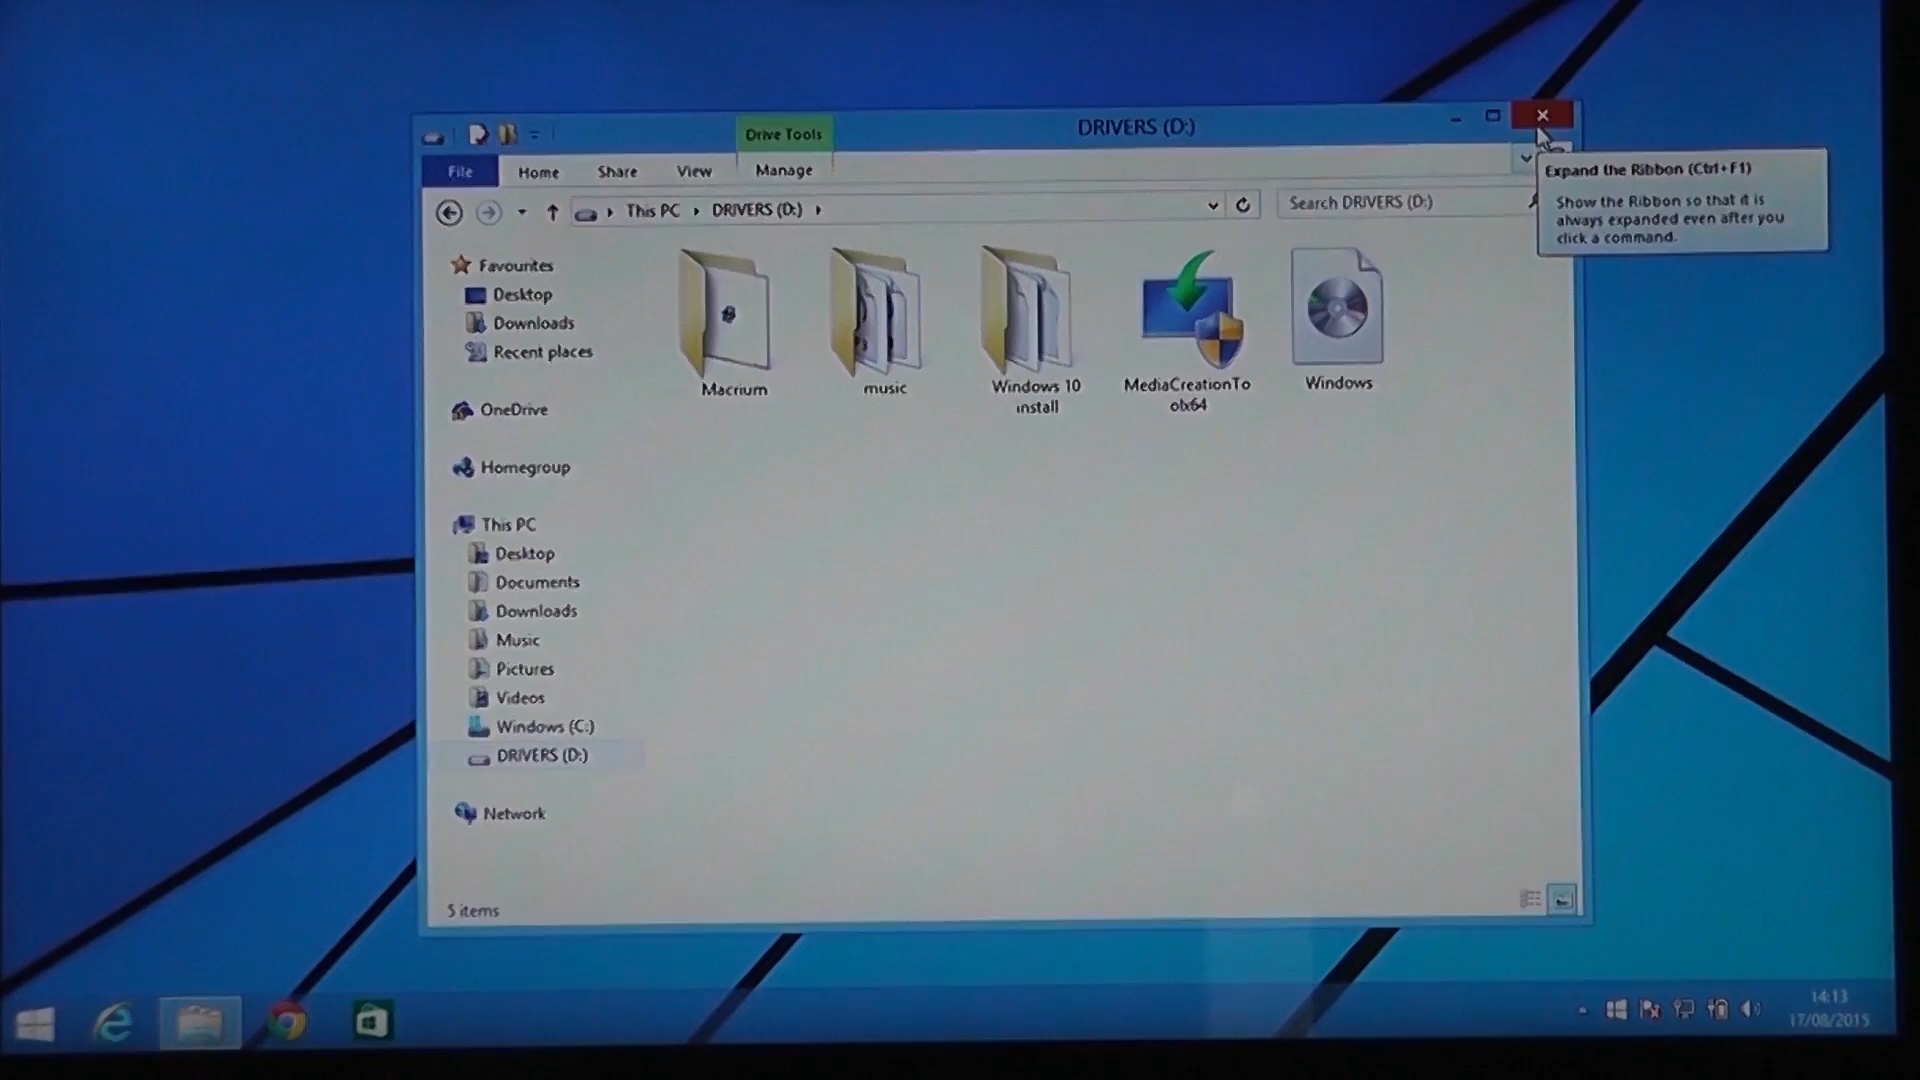 Drive Tools
DRIVERS (D:)
File
Home
Share
View
Manage
This PC
DRIVERS (D:)
Search DRIVERS (D:)
Expand the Ribbon (Ctrl+F1)
Show the Ribbon so that it is
always expanded even after you
click a command.
Favourites
Desktop
Downloads
Recent places
OneDrive
Homegroup
This PC
Desktop
Documents
Downloads
Music
Pictures
Videos
Windows (C:)
DRIVERS (D:)
Network
Macrium
music
Windows 10
install
MediaCreationTo
olx64
Windows
5 items
14:13
17/08/2015